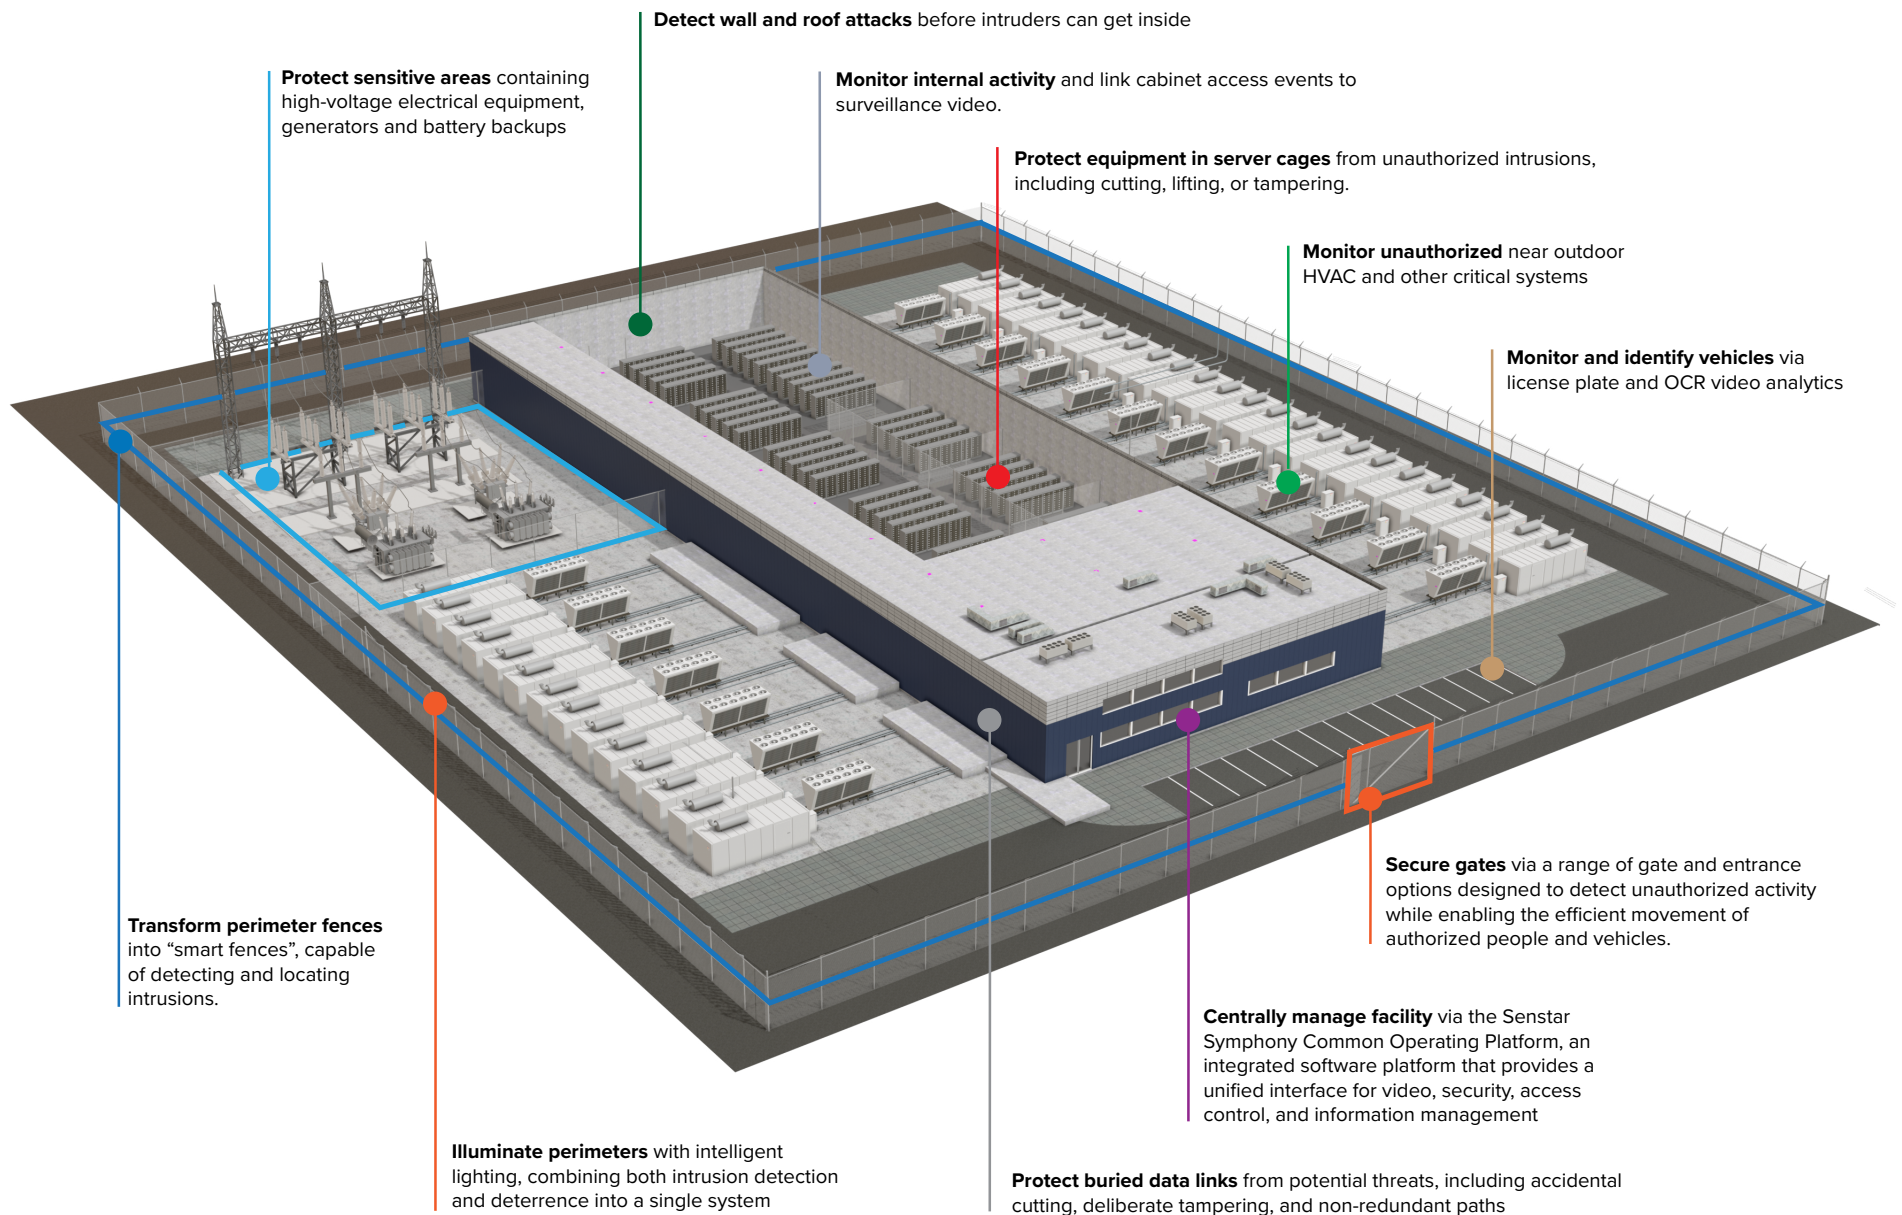 Detect wall and roof attacks before intruders can get inside
Protect sensitive areas containing
high-voltage electrical equipment,
generators and battery backups
Monitor internal activity and link cabinet access events to
surveillance video.
Protect equipment in server cages from unauthorized intrusions,
including cutting, lifting, or tampering.
Monitor unauthorized near outdoor
HVAC and other critical systems
Monitor and identify vehicles via
license plate and OCR video analytics
Secure gates via a range of gate and entrance
options designed to detect unauthorized activity
while enabling the efficient movement of
authorized people and vehicles.
Transform perimeter fences
into “smart fences”, capable
of detecting and locating
intrusions.
Centrally manage facility via the Senstar
Symphony Common Operating Platform, an
integrated software platform that provides a
unified interface for video, security, access
control, and information management
Illuminate perimeters with intelligent
lighting, combining both intrusion detection
and deterrence into a single system
Protect buried data links from potential threats, including accidental
cutting, deliberate tampering, and non-redundant paths